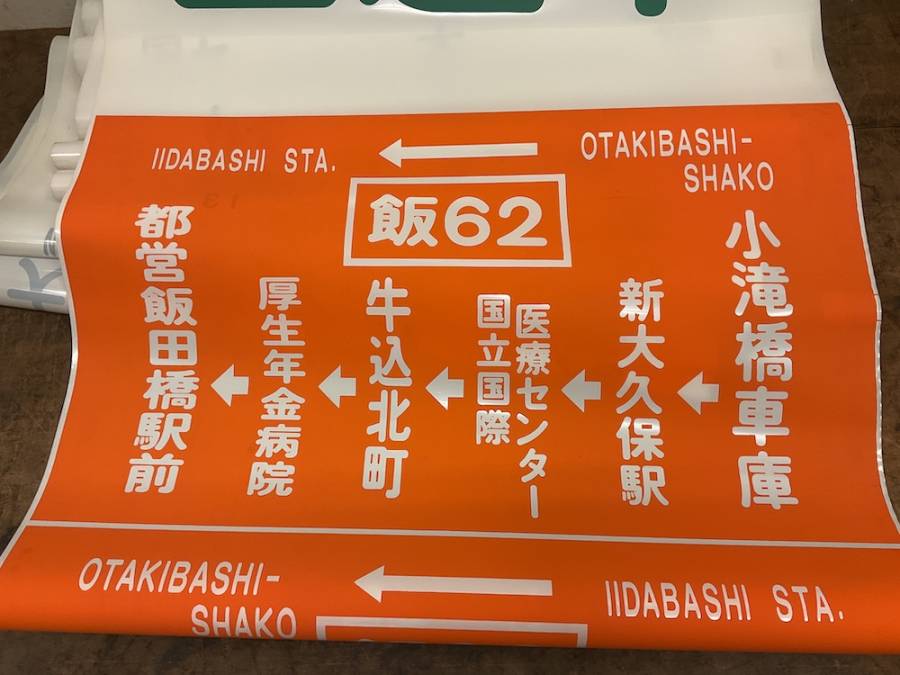 IIDABASHI STA.
OTAKIBASHI-
SHAKO
飯62
小滝橋車庫
新大久保駅
国立国際
医療センター
牛込北町
厚生年金病院
都営飯田橋駅前
OTAKIBASHI-
SHAKO
IIDABASHI STA.